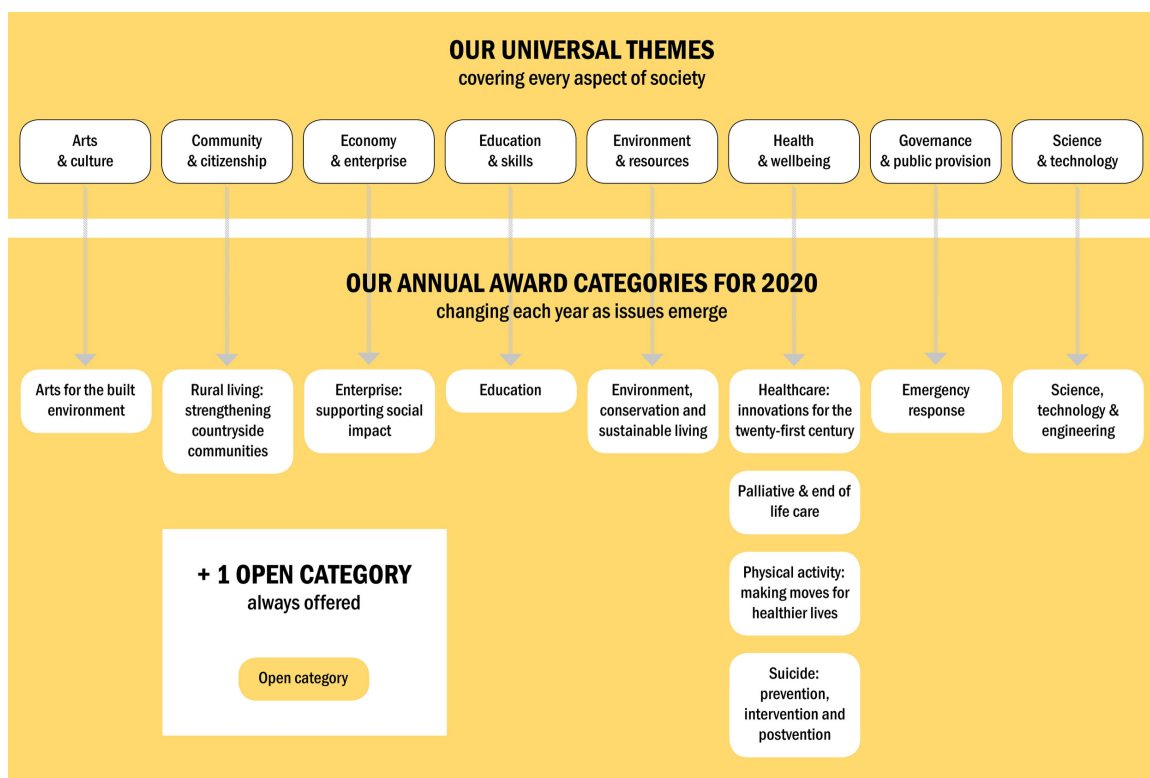 OUR UNIVERSAL THEMES
covering every aspect of society
Arts
& culture
Community
& citizenship
Economy
& enterprise
Education
& skills
Environment
& resources
Health
& wellbeing
Governance
& public provision
Science
& technology
OUR ANNUAL AWARD CATEGORIES FOR 2020
changing each year as issues emerge
Arts for the built
environment
Rural living:
strengthening
countryside
communities
Enterprise:
supporting social
impact
Education
Environment,
conservation and
sustainable living
Healthcare:
innovations for the
twenty-first century
Palliative & end of
life care
Physical activity:
making moves for
healthier lives
Suicide:
prevention,
intervention and
postvention
Emergency
response
Science,
technology &
engineering
+ 1 OPEN CATEGORY
always offered
Open category